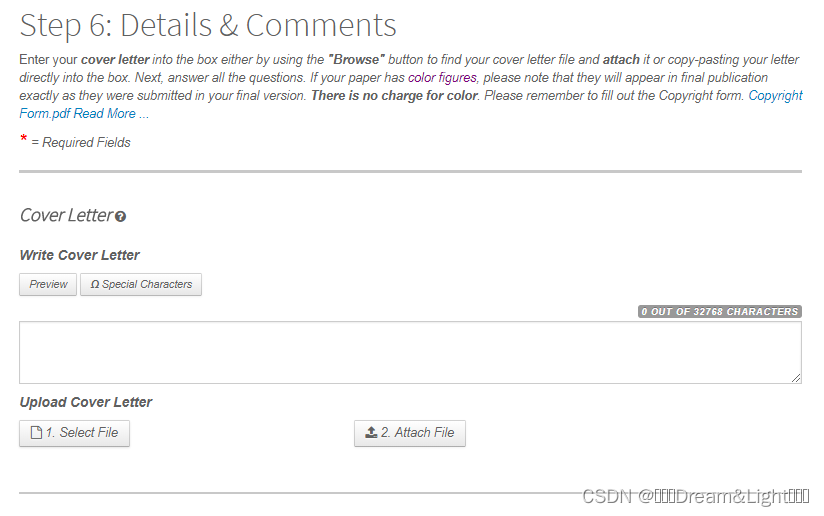 Step 6: Details & Comments
Enter your cover letter into the box either by using the "Browse" button to find your cover letter file and attach it or copy-pasting your letter
directly into the box. Next, answer all the questions. If your paper has color figures, please note that they will appear in final publication
exactly as they were submitted in your final version. There is no charge for color. Please remember to fill out the Copyright form. Copyright
Form.pdf Read More ...
* = Required Fields
Cover Letter
Write Cover Letter
Preview Ω Special Characters
0 OUT OF 32768 CHARACTERS
Upload Cover Letter
1. Select File 2. Attach File
CSDN @Dream&Light